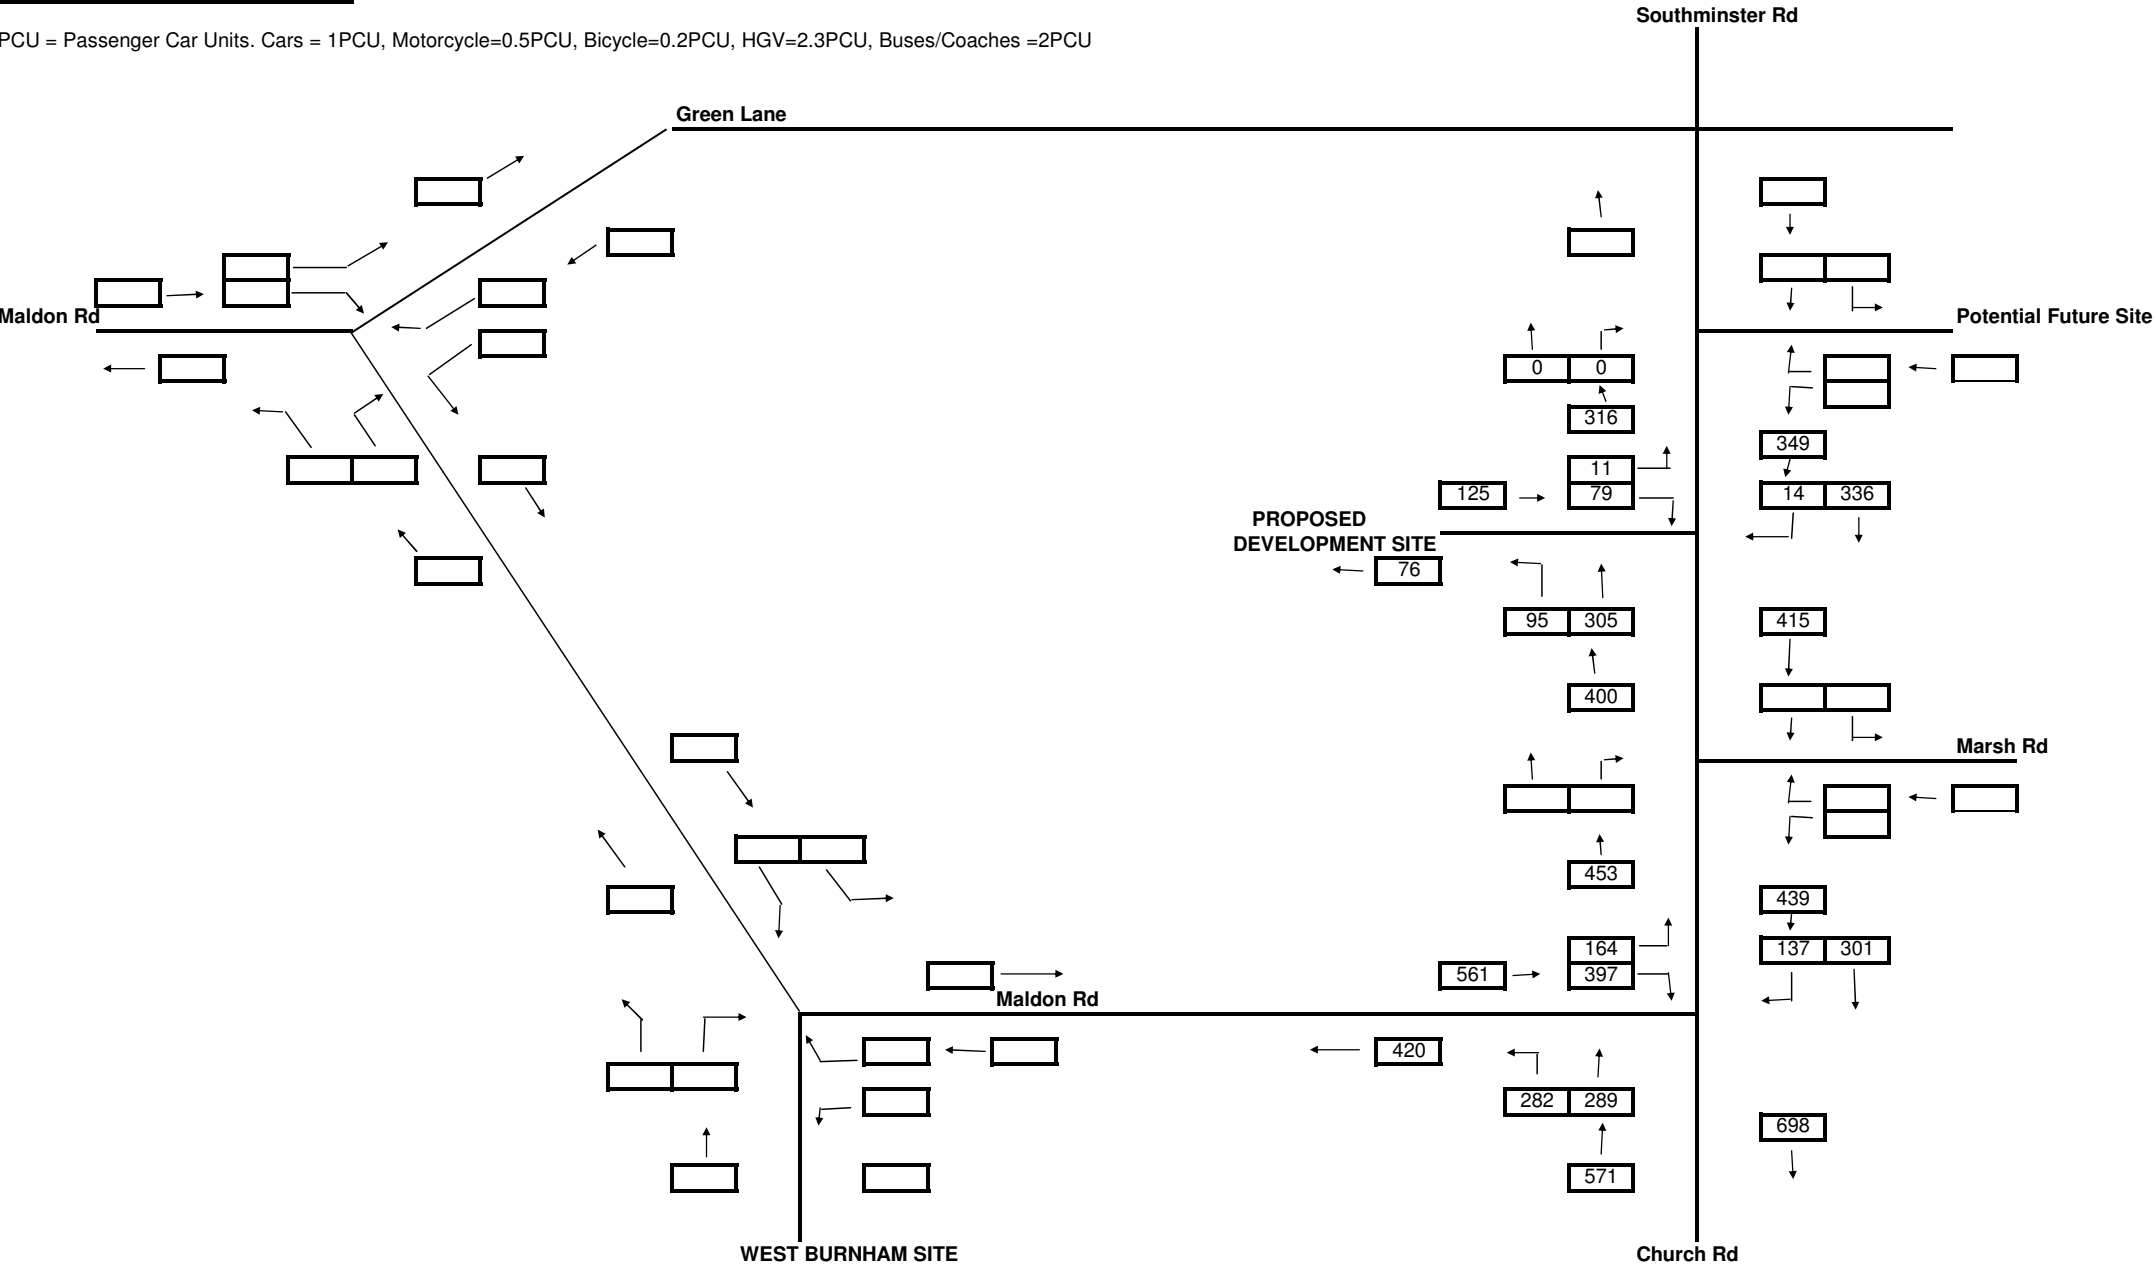 Southminster Rd
PCU = Passenger Car Units. Cars = 1PCU, Motorcycle=0.5PCU, Bicycle=0.2PCU, HGV=2.3PCU, Buses/Coaches =2PCU
Green Lane
Maldon Rd
Potential Future Site
0 0
316
349
11
125 79
14 336
PROPOSED
DEVELOPMENT SITE
76
95 305
415
400
Marsh Rd
453
439
164
137 301
561 397
Maldon Rd
420
282 289
698
571
WEST BURNHAM SITE
Church Rd